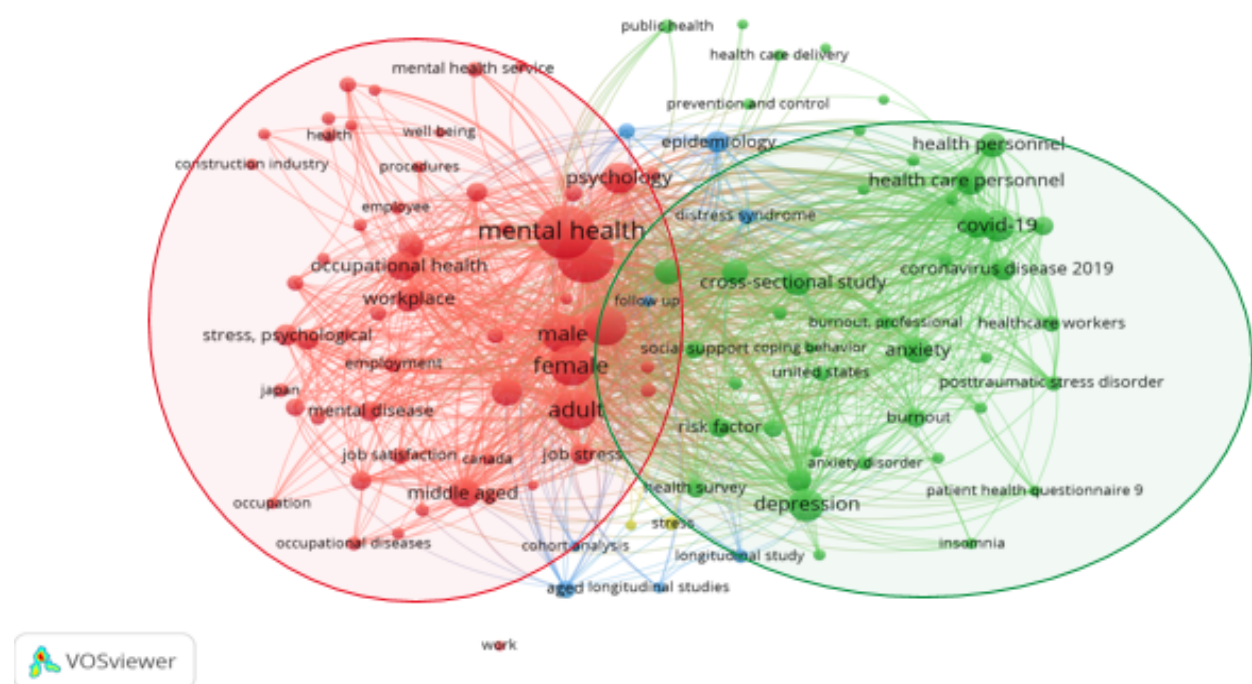 public health
health care delivery
mental health service
prevention and control
health
well-being
epidemiology
health personnel
construction industry
procedures
psychology
health care personnel
employee
distress syndrome
mental health
covid-19
occupational health
coronavirus disease 2019
cross-sectional study
workplace
follow up
burnout, professional
healthcare workers
stress, psychological
male
social support
coping behavior
anxiety
employment
female
united states
posttraumatic stress disorder
japan
mental disease
adult
burnout
risk factor
job satisfaction
canada
job stress
anxiety disorder
middle aged
health survey
patient health questionnaire 9
occupation
depression
stress
occupational diseases
cohort analysis
longitudinal study
insomnia
aged
longitudinal studies
work
VOSviewer